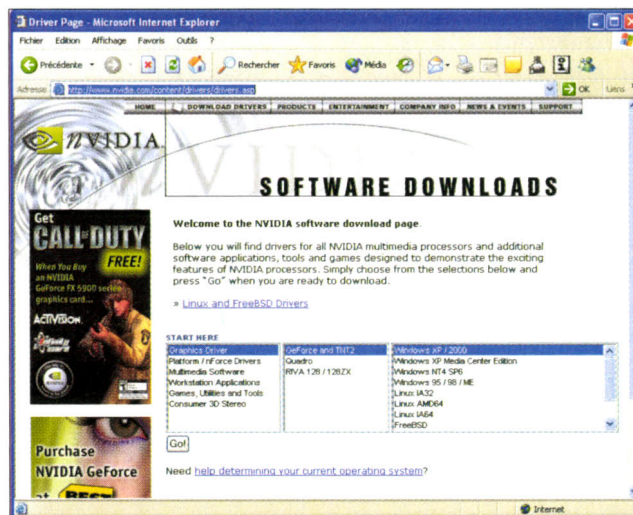 Driver Page - Microsoft Internet Explorer
Fichier Edition Affichage Favoris Outils ?
Précédente Rechercher Favoris Média
Adresse http://www.nvidia.com/content/drivers/drivers.asp OK Liens
HOME DOWNLOAD DRIVERS PRODUCTS ENTERTAINMENT COMPANY INFO NEWS & EVENTS SUPPORT
nVIDIA.
SOFTWARE DOWNLOADS
Get
CALL OF DUTY
FREE!
When You Buy
an NVIDIA
GeForce FX 5900 series
graphics card...
ACTIVISION.
Purchase
NVIDIA GeForce
at BEST
Welcome to the NVIDIA software download page.
Below you will find drivers for all NVIDIA multimedia processors and additional
software applications, tools and games designed to demonstrate the exciting
features of NVIDIA processors. Simply choose from the selections below and
press "Go" when you are ready to download.
» Linux and FreeBSD Drivers
START HERE
Graphics Driver
Platform / nForce Drivers
Multimedia Software
Workstation Applications
Games, Utilities and Tools
Consumer 3D Stereo
GeForce and TNT2
Quadro
RIVA 128 / 128ZX
Windows XP / 2000
Windows XP Media Center Edition
Windows NT4 SP6
Windows 95 / 98 / ME
Linux IA32
Linux AMD64
Linux IA64
FreeBSD
Go!
Need help determining your current operating system?
Internet